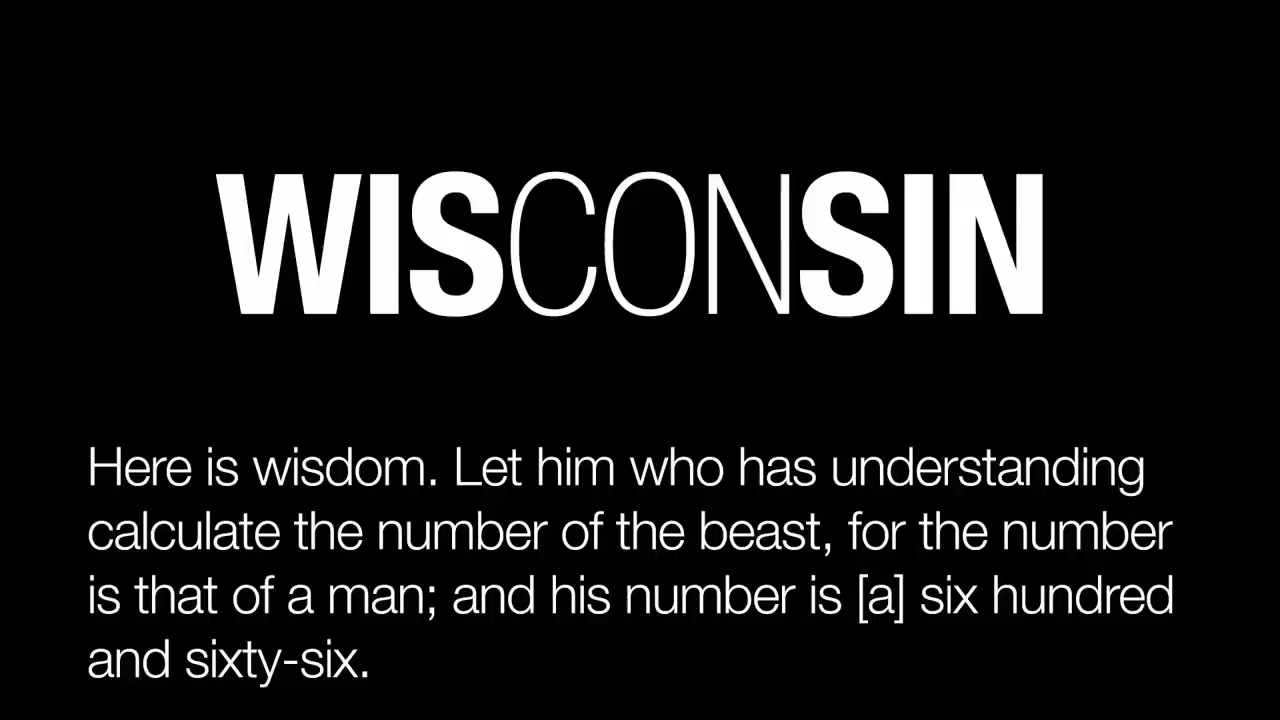 WISCONSIN
Here is wisdom. Let him who has understanding
calculate the number of the beast, for the number
is that of a man; and his number is [a] six hundred
and sixty-six.